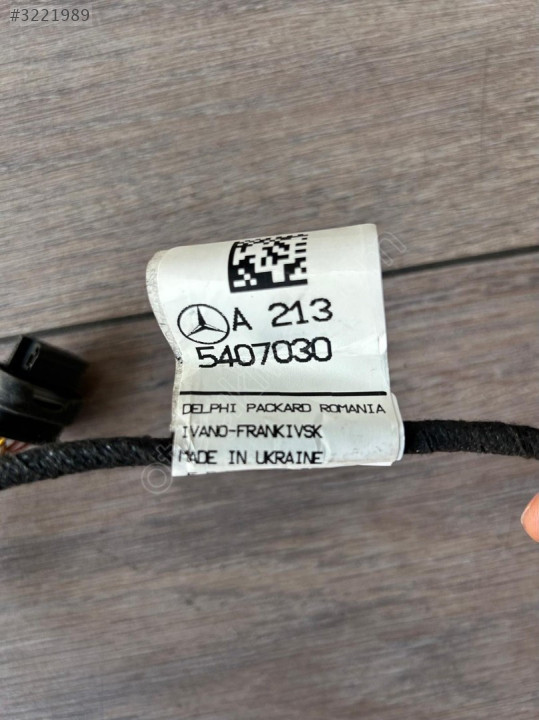 #3221989
A 213
5407030
DELPHI PACKARD ROMANIA
IVANO-FRANKIVSK
MADE IN UKRAINE